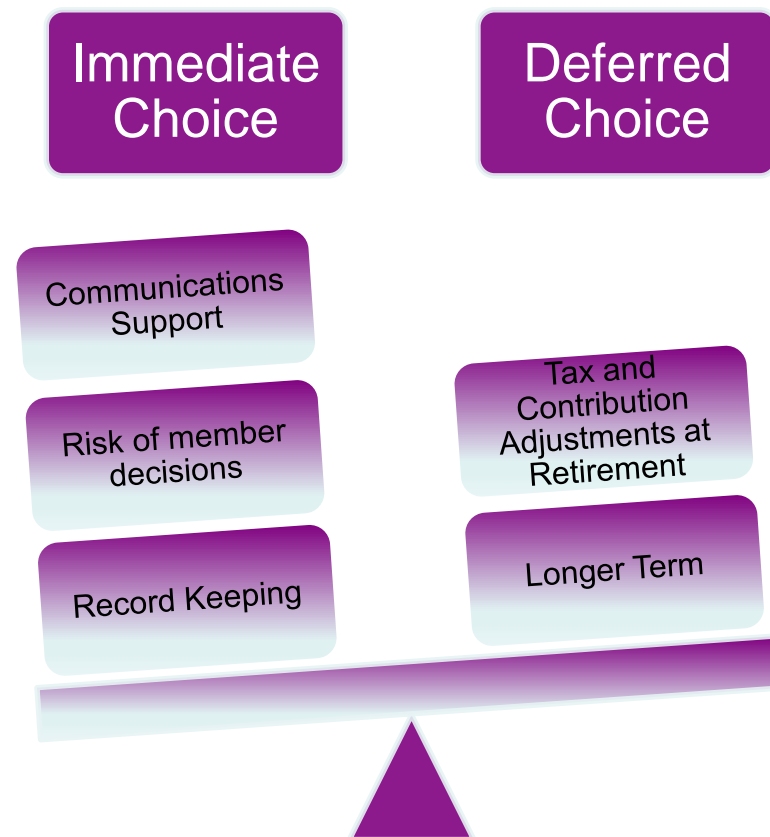 Immediate
Choice
Deferred
Choice
Communications
Support
Risk of member
decisions
Record Keeping
Tax and
Contribution
Adjustments at
Retirement
Longer Term